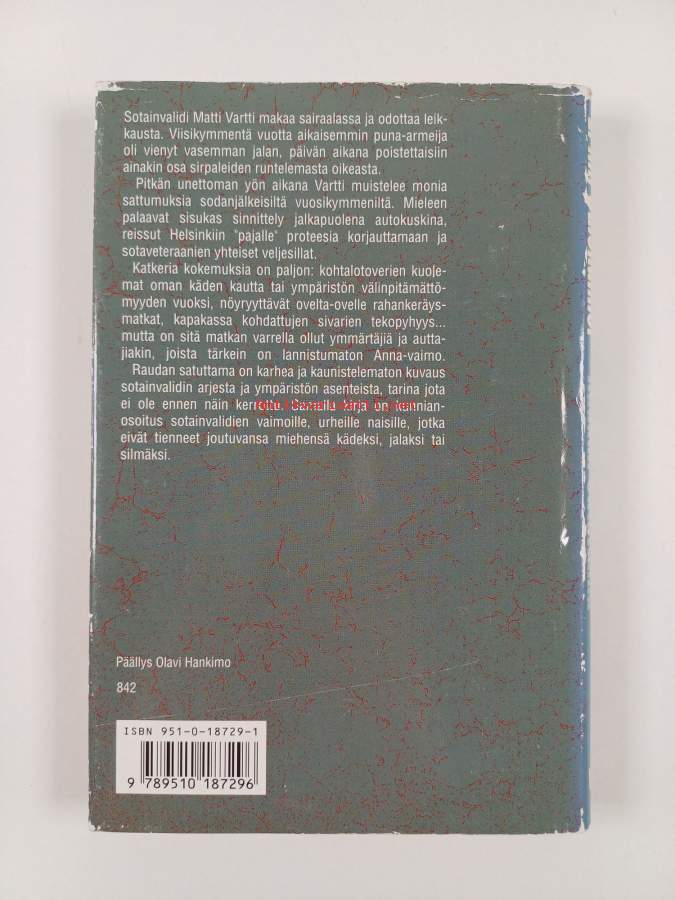 Sotainvalidi Matti Vartti makaa sairaalassa ja odottaa leik-
kausta. Viisikymmentä vuotta aikaisemmin puna-armeija
oli vienyt vasemman jalan, päivän aikana poistettaisiin
ainakin osa sirpaleiden runtelemasta oikeasta.
Pitkän unettoman yön aikana Vartti muistelee monia
sattumuksia sodanjälkeisiltä vuosikymmeniltä. Mieleen
palaavat sisukas sinnittely jalkapuolena autokuskina,
reissut Helsinkiin "pajalle" proteesia korjauttamaan ja
sotaveteraanien yhteiset veljesillat.
Katkeria kokemuksia on paljon: kohtalotoverien kuole-
mat oman käden kautta tai ympäristön välinpitämättö-
myyden vuoksi, nöyryyttävät ovelta-ovelle rahankeräys-
matkat, kapakassa kohdattujen sivarien tekopyhyys...
mutta on sitä matkan varrella ollut ymmärtäjiä ja autta-
jiakin, joista tärkein on lannistumaton Anna-vaimo.
Raudan satuttama on karhea ja kaunistelematon kuvaus
sotainvalidin arjesta ja ympäristön asenteista, tarina jota
ei ole ennen näin kerrottu. Samalla kirja on kunnian-
osoitus sotainvalidien vaimoille, urheille naisille, jotka
eivät tienneet joutuvansa miehensä kädeksi, jalaksi tai
silmäksi.
Päällys Olavi Hankimo
842
ISBN 951-0-18729-1
9 789510 187296